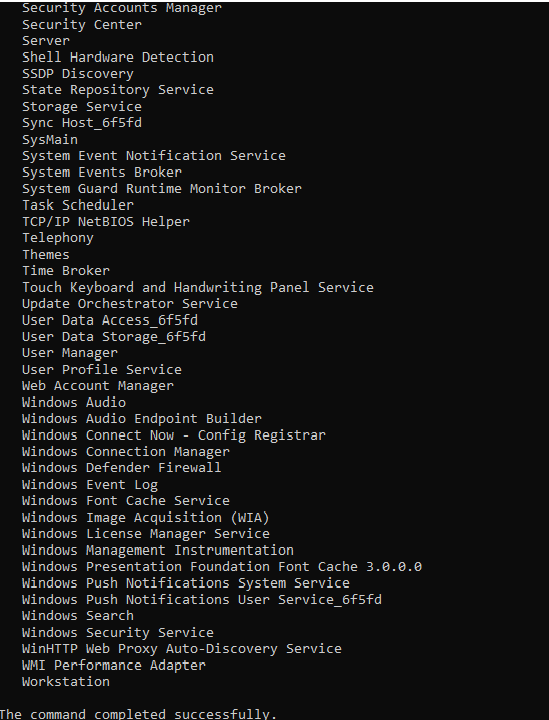 Security Accounts Manager
Security Center
Server
Shell Hardware Detection
SSDP Discovery
State Repository Service
Storage Service
Sync Host_6f5fd
SysMain
System Event Notification Service
System Events Broker
System Guard Runtime Monitor Broker
Task Scheduler
TCP/IP NetBIOS Helper
Telephony
Themes
Time Broker
Touch Keyboard and Handwriting Panel Service
Update Orchestrator Service
User Data Access_6f5fd
User Data Storage_6f5fd
User Manager
User Profile Service
Web Account Manager
Windows Audio
Windows Audio Endpoint Builder
Windows Connect Now - Config Registrar
Windows Connection Manager
Windows Defender Firewall
Windows Event Log
Windows Font Cache Service
Windows Image Acquisition (WIA)
Windows License Manager Service
Windows Management Instrumentation
Windows Presentation Foundation Font Cache 3.0.0.0
Windows Push Notifications System Service
Windows Push Notifications User Service_6f5fd
Windows Search
Windows Security Service
WinHTTP Web Proxy Auto-Discovery Service
WMI Performance Adapter
Workstation
The command completed successfully.